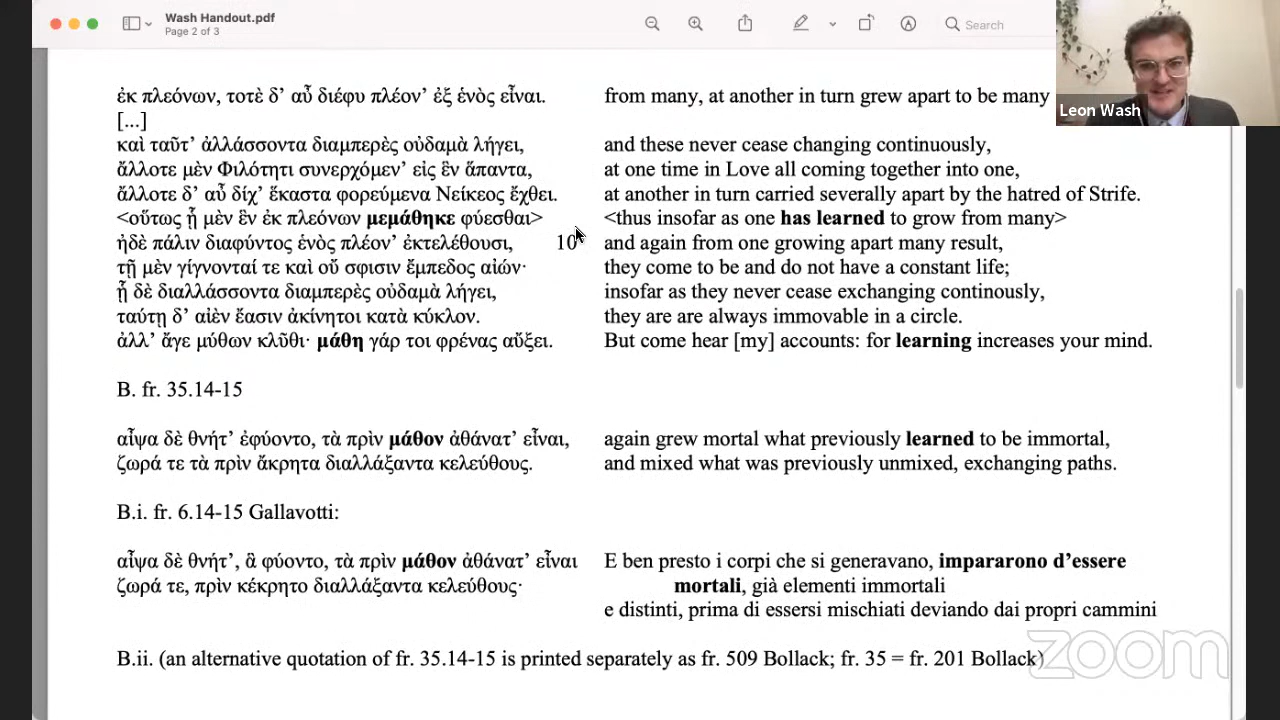 Wash Handout.pdf
Page 2 of 3
Search
Leon Wash
ἐκ πλεόνων, τοτὲ δ’ αὖ διέφυ πλέον’ ἐξ ἑνὸς εἶναι. from many, at another in turn grew apart to be many
[...]
καὶ ταῦτ’ ἀλλάσσοντα διαμπερὲς οὐδαμὰ λήγει, and these never cease changing continuously,
ἄλλοτε μὲν Φιλότητι συνερχόμεν’ εἰς ἓν ἅπαντα, at one time in Love all coming together into one,
ἄλλοτε δ’ αὖ δίχ’ ἕκαστα φορεύμενα Νείκεος ἔχθει. at another in turn carried severally apart by the hatred of Strife.
<οὕτως ᾗ μὲν ἓν ἐκ πλεόνων μεμάθηκε φύεσθαι> <thus insofar as one has learned to grow from many>
ἠδὲ πάλιν διαφύντος ἑνὸς πλέον’ ἐκτελέθουσι, 10 and again from one growing apart many result,
τῇ μὲν γίγνονταί τε καὶ οὔ σφισιν ἔμπεδος αἰών· they come to be and do not have a constant life;
ᾗ δὲ διαλλάσσοντα διαμπερὲς οὐδαμὰ λήγει, insofar as they never cease exchanging continously,
ταύτῃ δ’ αἰὲν ἔασιν ἀκίνητοι κατὰ κύκλον. they are are always immovable in a circle.
ἀλλ’ ἄγε μύθων κλῦθι· μάθη γάρ τοι φρένας αὔξει. But come hear [my] accounts: for learning increases your mind.
B. fr. 35.14-15
αἶψα δὲ θνήτ’ ἐφύοντο, τὰ πρὶν μάθον ἀθάνατ’ εἶναι, again grew mortal what previously learned to be immortal,
ζωρά τε τὰ πρὶν ἄκρητα διαλλάξαντα κελεύθους. and mixed what was previously unmixed, exchanging paths.
B.i. fr. 6.14-15 Gallavotti:
αἶψα δὲ θνήτ’, ἃ φύοντο, τὰ πρὶν μάθον ἀθάνατ’ εἶναι E ben presto i corpi che si generavano, impararono d’essere
ζωρά τε, πρὶν κέκρητο διαλλάξαντα κελεύθους· mortali, già elementi immortali
e distinti, prima di essersi mischiati deviando dai propri cammini
B.ii. (an alternative quotation of fr. 35.14-15 is printed separately as fr. 509 Bollack; fr. 35 = fr. 201 Bollack)
zoom